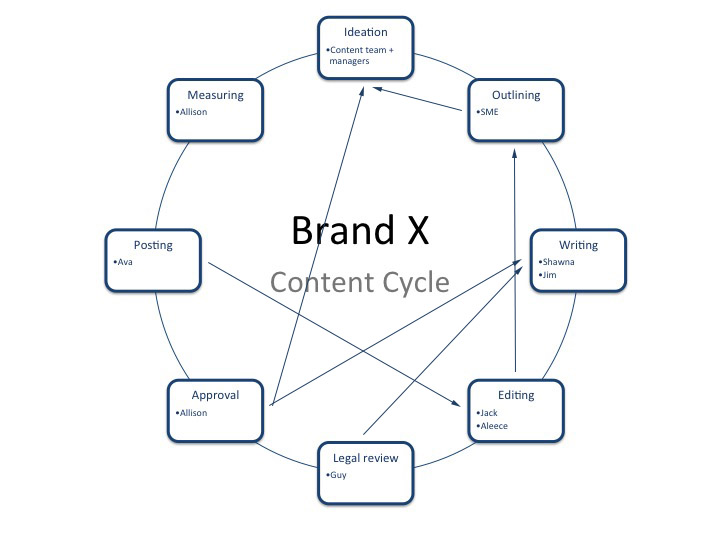 Ideation
•Content team +
managers
Measuring
•Allison
Outlining
•SME
Brand X
Content Cycle
Posting
•Ava
Writing
•Shawna
•Jim
Approval
•Allison
Editing
•Jack
•Aleece
Legal review
•Guy